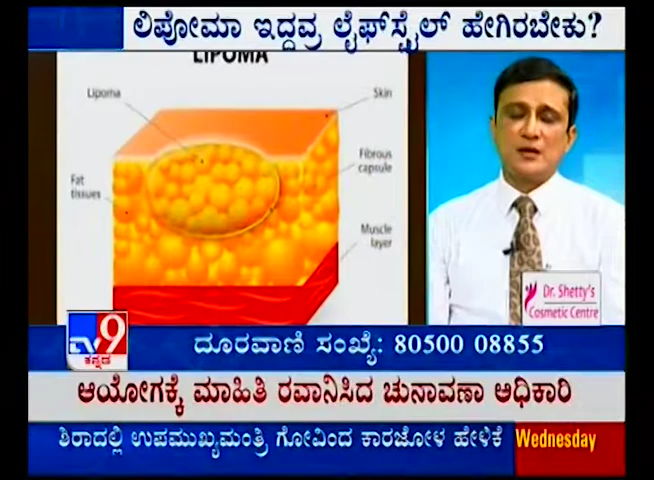 ಲಿಪೋಮಾ ಇದ್ದವ್ರ ಲೈಫ್‌ಸ್ಟೈಲ್ ಹೇಗಿರಬೇಕು?
LIPOMA
Lipoma
Skin
Fibrous
capsule
Fat
tissues
Muscle
layer
Dr. Shetty's
Cosmetic Centre
TV9
ಕನ್ನಡ
ದೂರವಾಣಿ ಸಂಖ್ಯೆ: 80500 08855
ಆಯೋಗಕ್ಕೆ ಮಾಹಿತಿ ರವಾನಿಸಿದ ಚುನಾವಣಾ ಅಧಿಕಾರಿ
ಶಿರಾದಲ್ಲಿ ಉಪಮುಖ್ಯಮಂತ್ರಿ ಗೋವಿಂದ ಕಾರಜೋಳ ಹೇಳಿಕೆ Wednesday